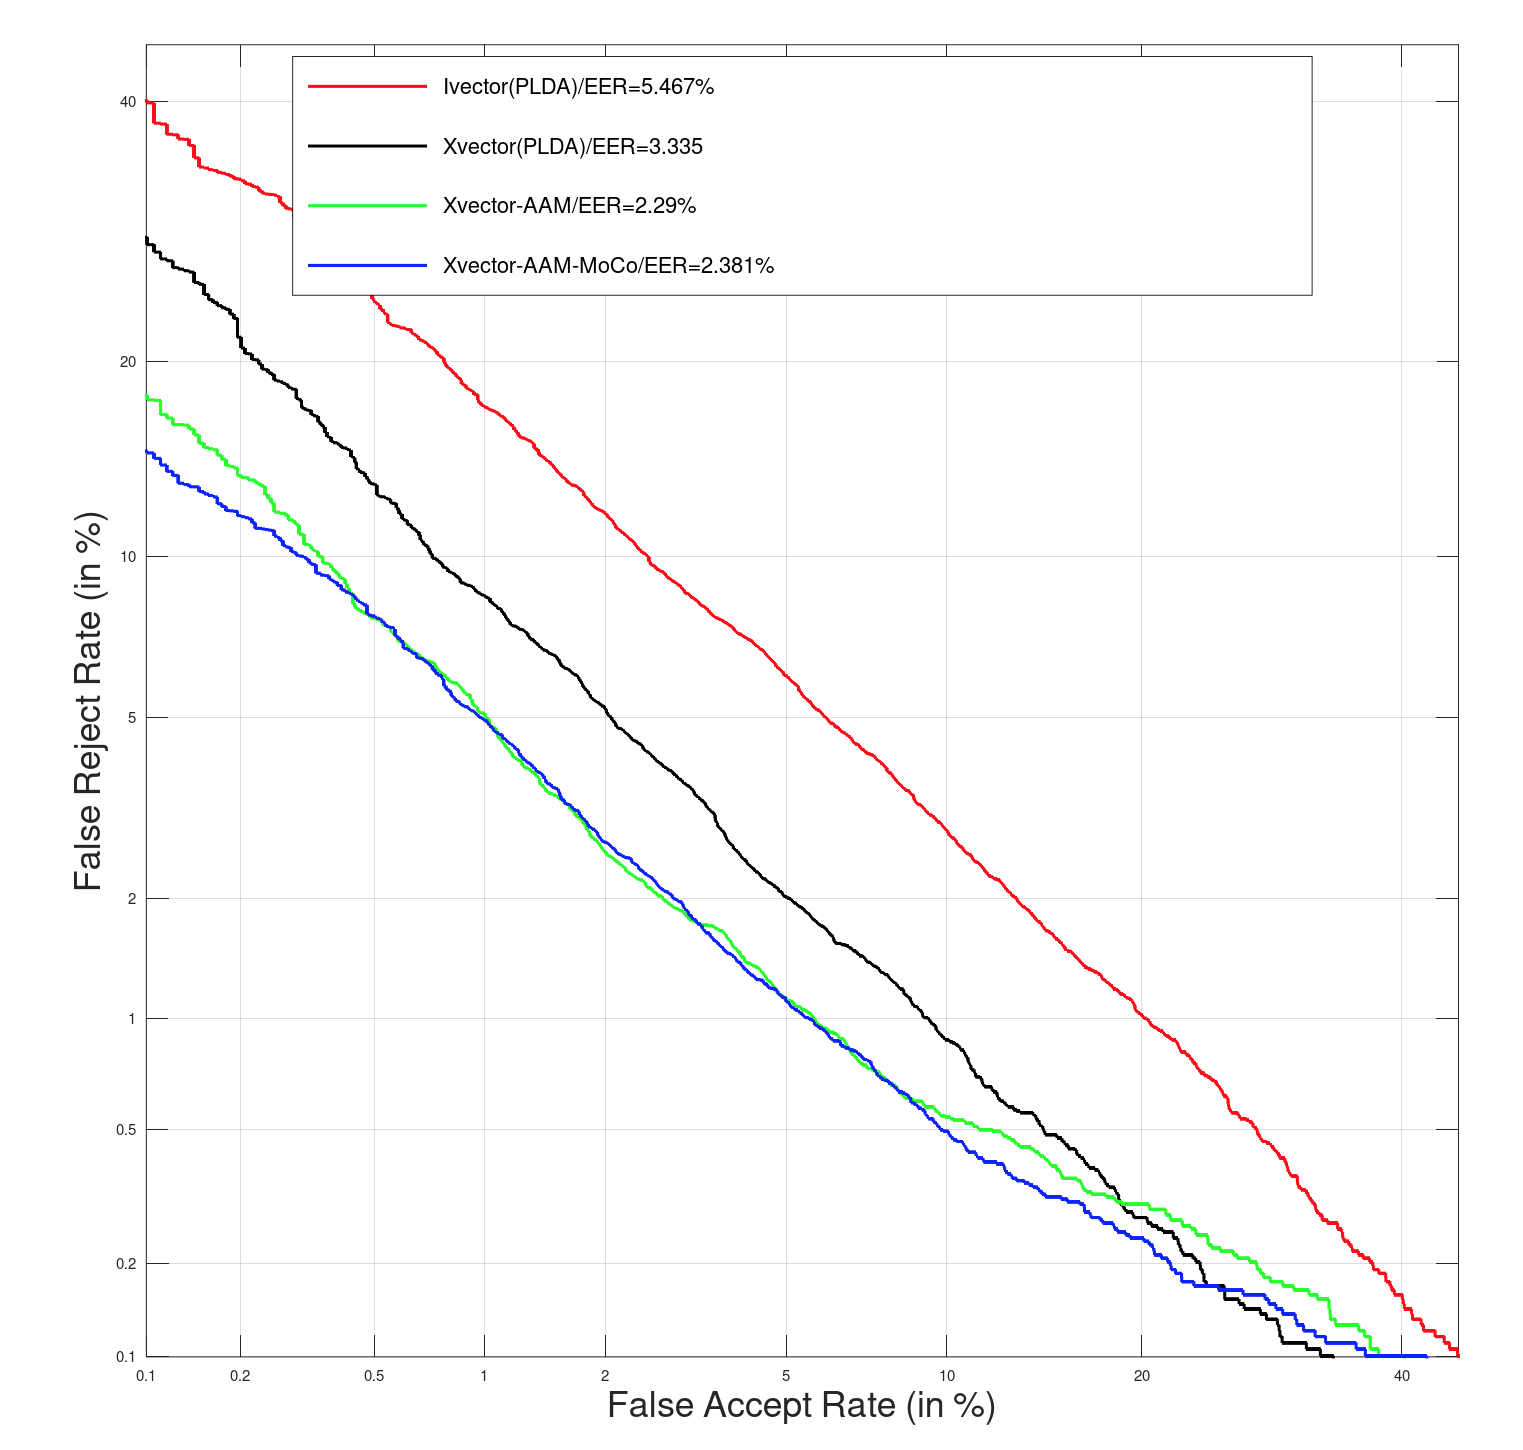 Ivector(PLDA)/EER=5.467%
Xvector(PLDA)/EER=3.335
Xvector-AAM/EER=2.29%
Xvector-AAM-MoCo/EER=2.381%
40
20
10
5
2
1
0.5
0.2
0.1
False Reject Rate (in %)
0.1 0.2 0.5 1 2 5 10 20 40
False Accept Rate (in %)